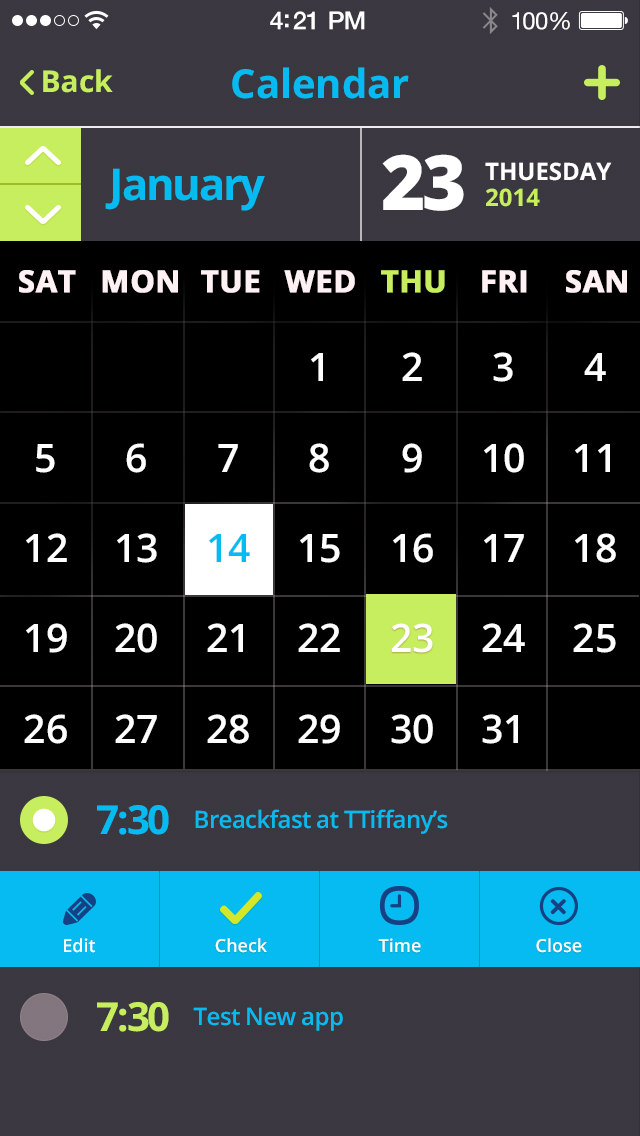 4:21 PM 100%
Back Calendar
January 23 THUESDAY
2014
SAT MON TUE WED THU FRI SAN
1 2 3 4
5 6 7 8 9 10 11
12 13 14 15 16 17 18
19 20 21 22 23 24 25
26 27 28 29 30 31
7:30 Breackfast at TTiffany's
Edit Check Time Close
7:30 Test New app